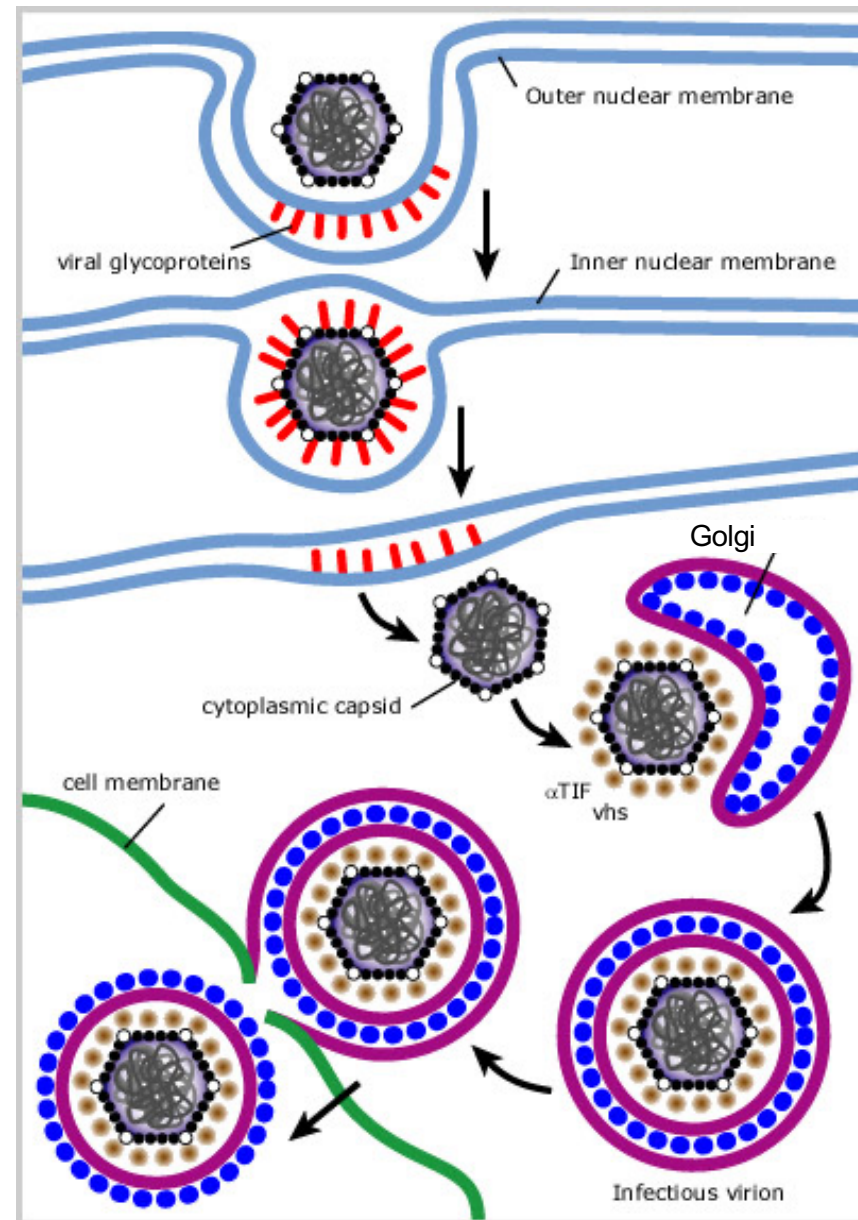 Outer nuclear membrane
viral glycoproteins
Inner nuclear membrane
Golgi
cytoplasmic capsid
cell membrane
αTIF
vhs
Infectious virion